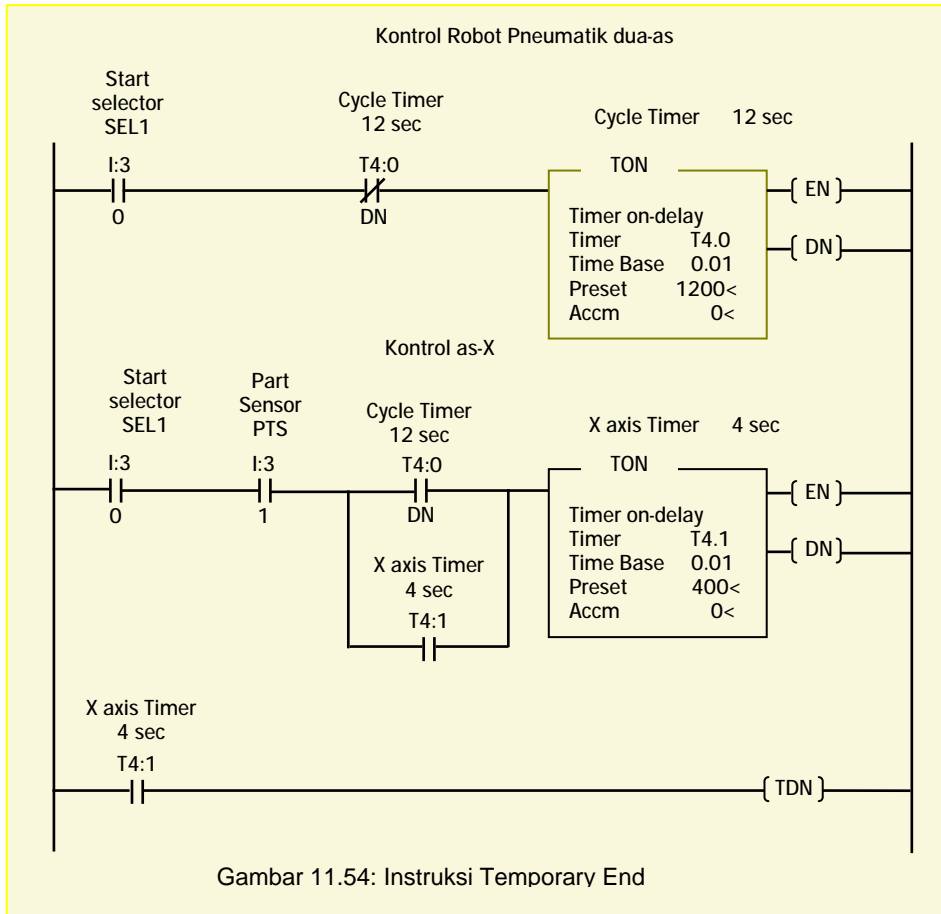 Kontrol Robot Pneumatik dua-as
Start
selector
SEL1
Cycle Timer
12 sec
Cycle Timer 12 sec
I:3
0
T4:0
DN
TON
Timer on-delay
Timer T4.0
Time Base 0.01
Preset 1200<
Accm 0<
EN
DN
Kontrol as-X
Start
selector
SEL1
Part
Sensor
PTS
Cycle Timer
12 sec
X axis Timer 4 sec
I:3
0
I:3
1
T4:0
DN
X axis Timer
4 sec
T4:1
TON
Timer on-delay
Timer T4.1
Time Base 0.01
Preset 400<
Accm 0<
EN
DN
X axis Timer
4 sec
T4:1
TDN
Gambar 11.54: Instruksi Temporary End